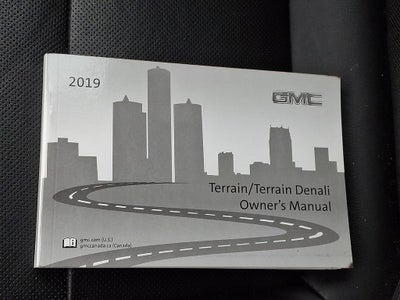 2019
GMC
Terrain/Terrain Denali
Owner's Manual
gmc.com (U.S.)
gmccanada.ca (Canada)